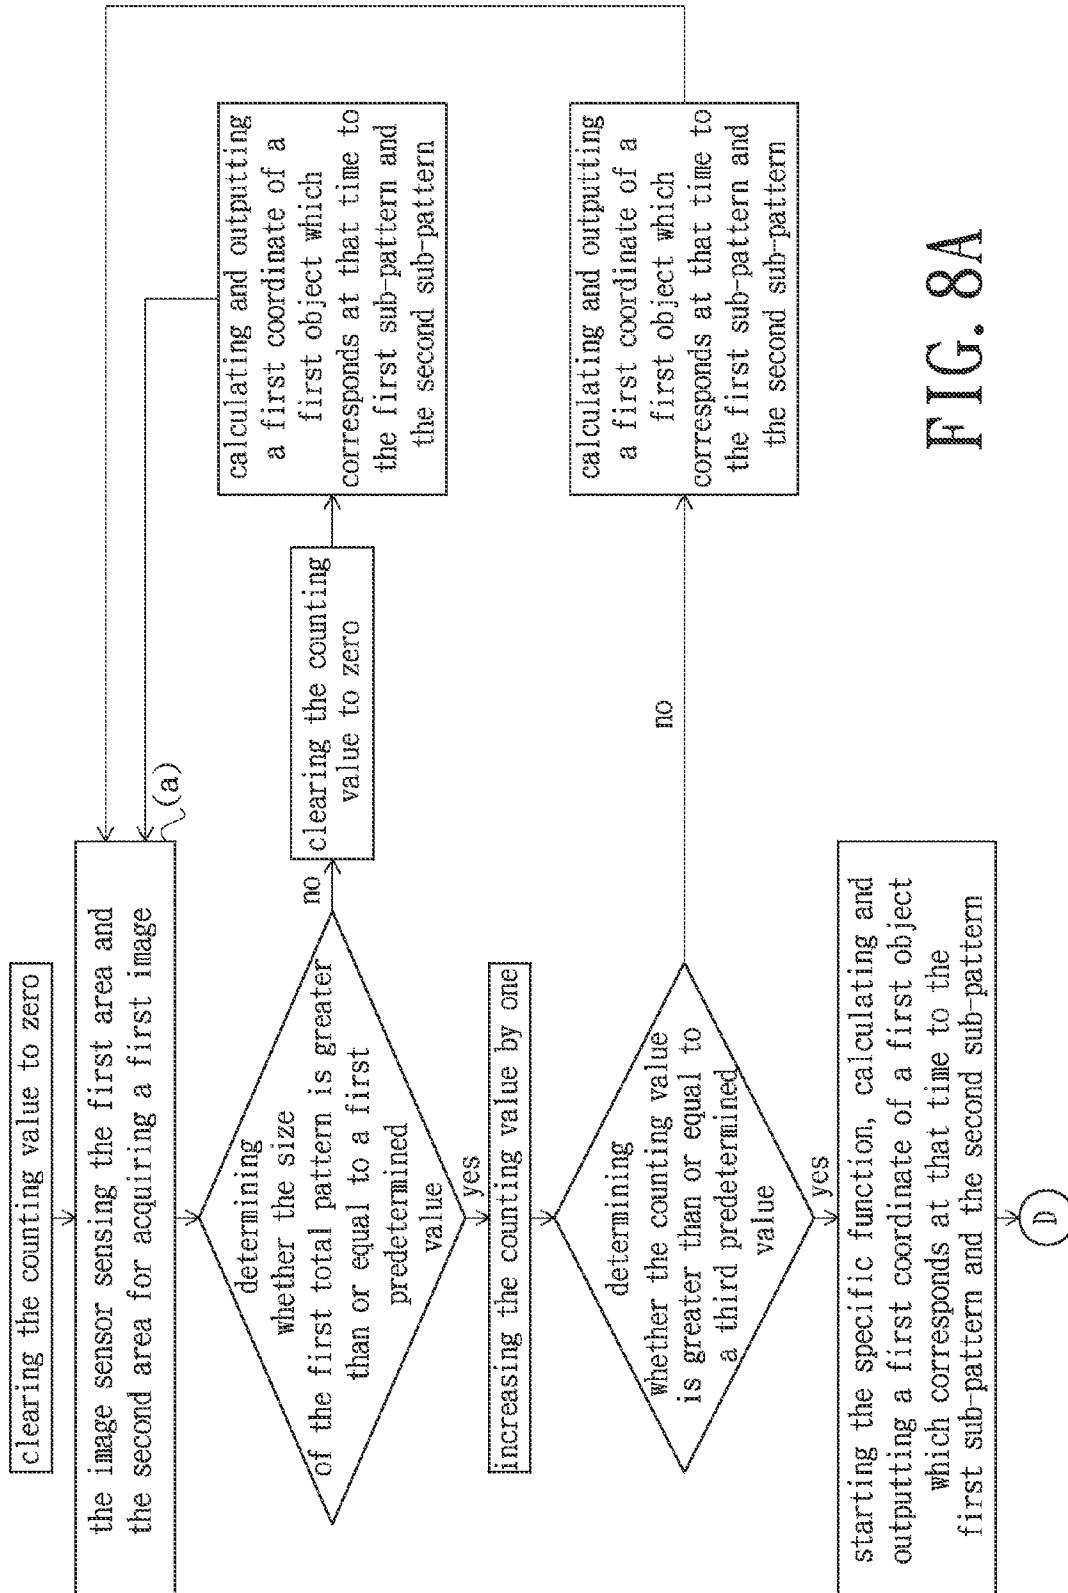 clearing the counting value to zero
the image sensor sensing the first area and
the second area for acquiring a first image
(a)
determining
whether the size
of the first total pattern is greater
than or equal to a first
predetermined
value
no
clearing the counting
value to zero
calculating and outputting
a first coordinate of a
first object which
corresponds at that time to
the first sub-pattern and
the second sub-pattern
yes
increasing the counting value by one
determining
whether the counting value
is greater than or equal to
a third predetermined
value
no
calculating and outputting
a first coordinate of a
first object which
corresponds at that time to
the first sub-pattern and
the second sub-pattern
yes
starting the specific function, calculating and
outputting a first coordinate of a first object
which corresponds at that time to the
first sub-pattern and the second sub-pattern
D
FIG. 8A